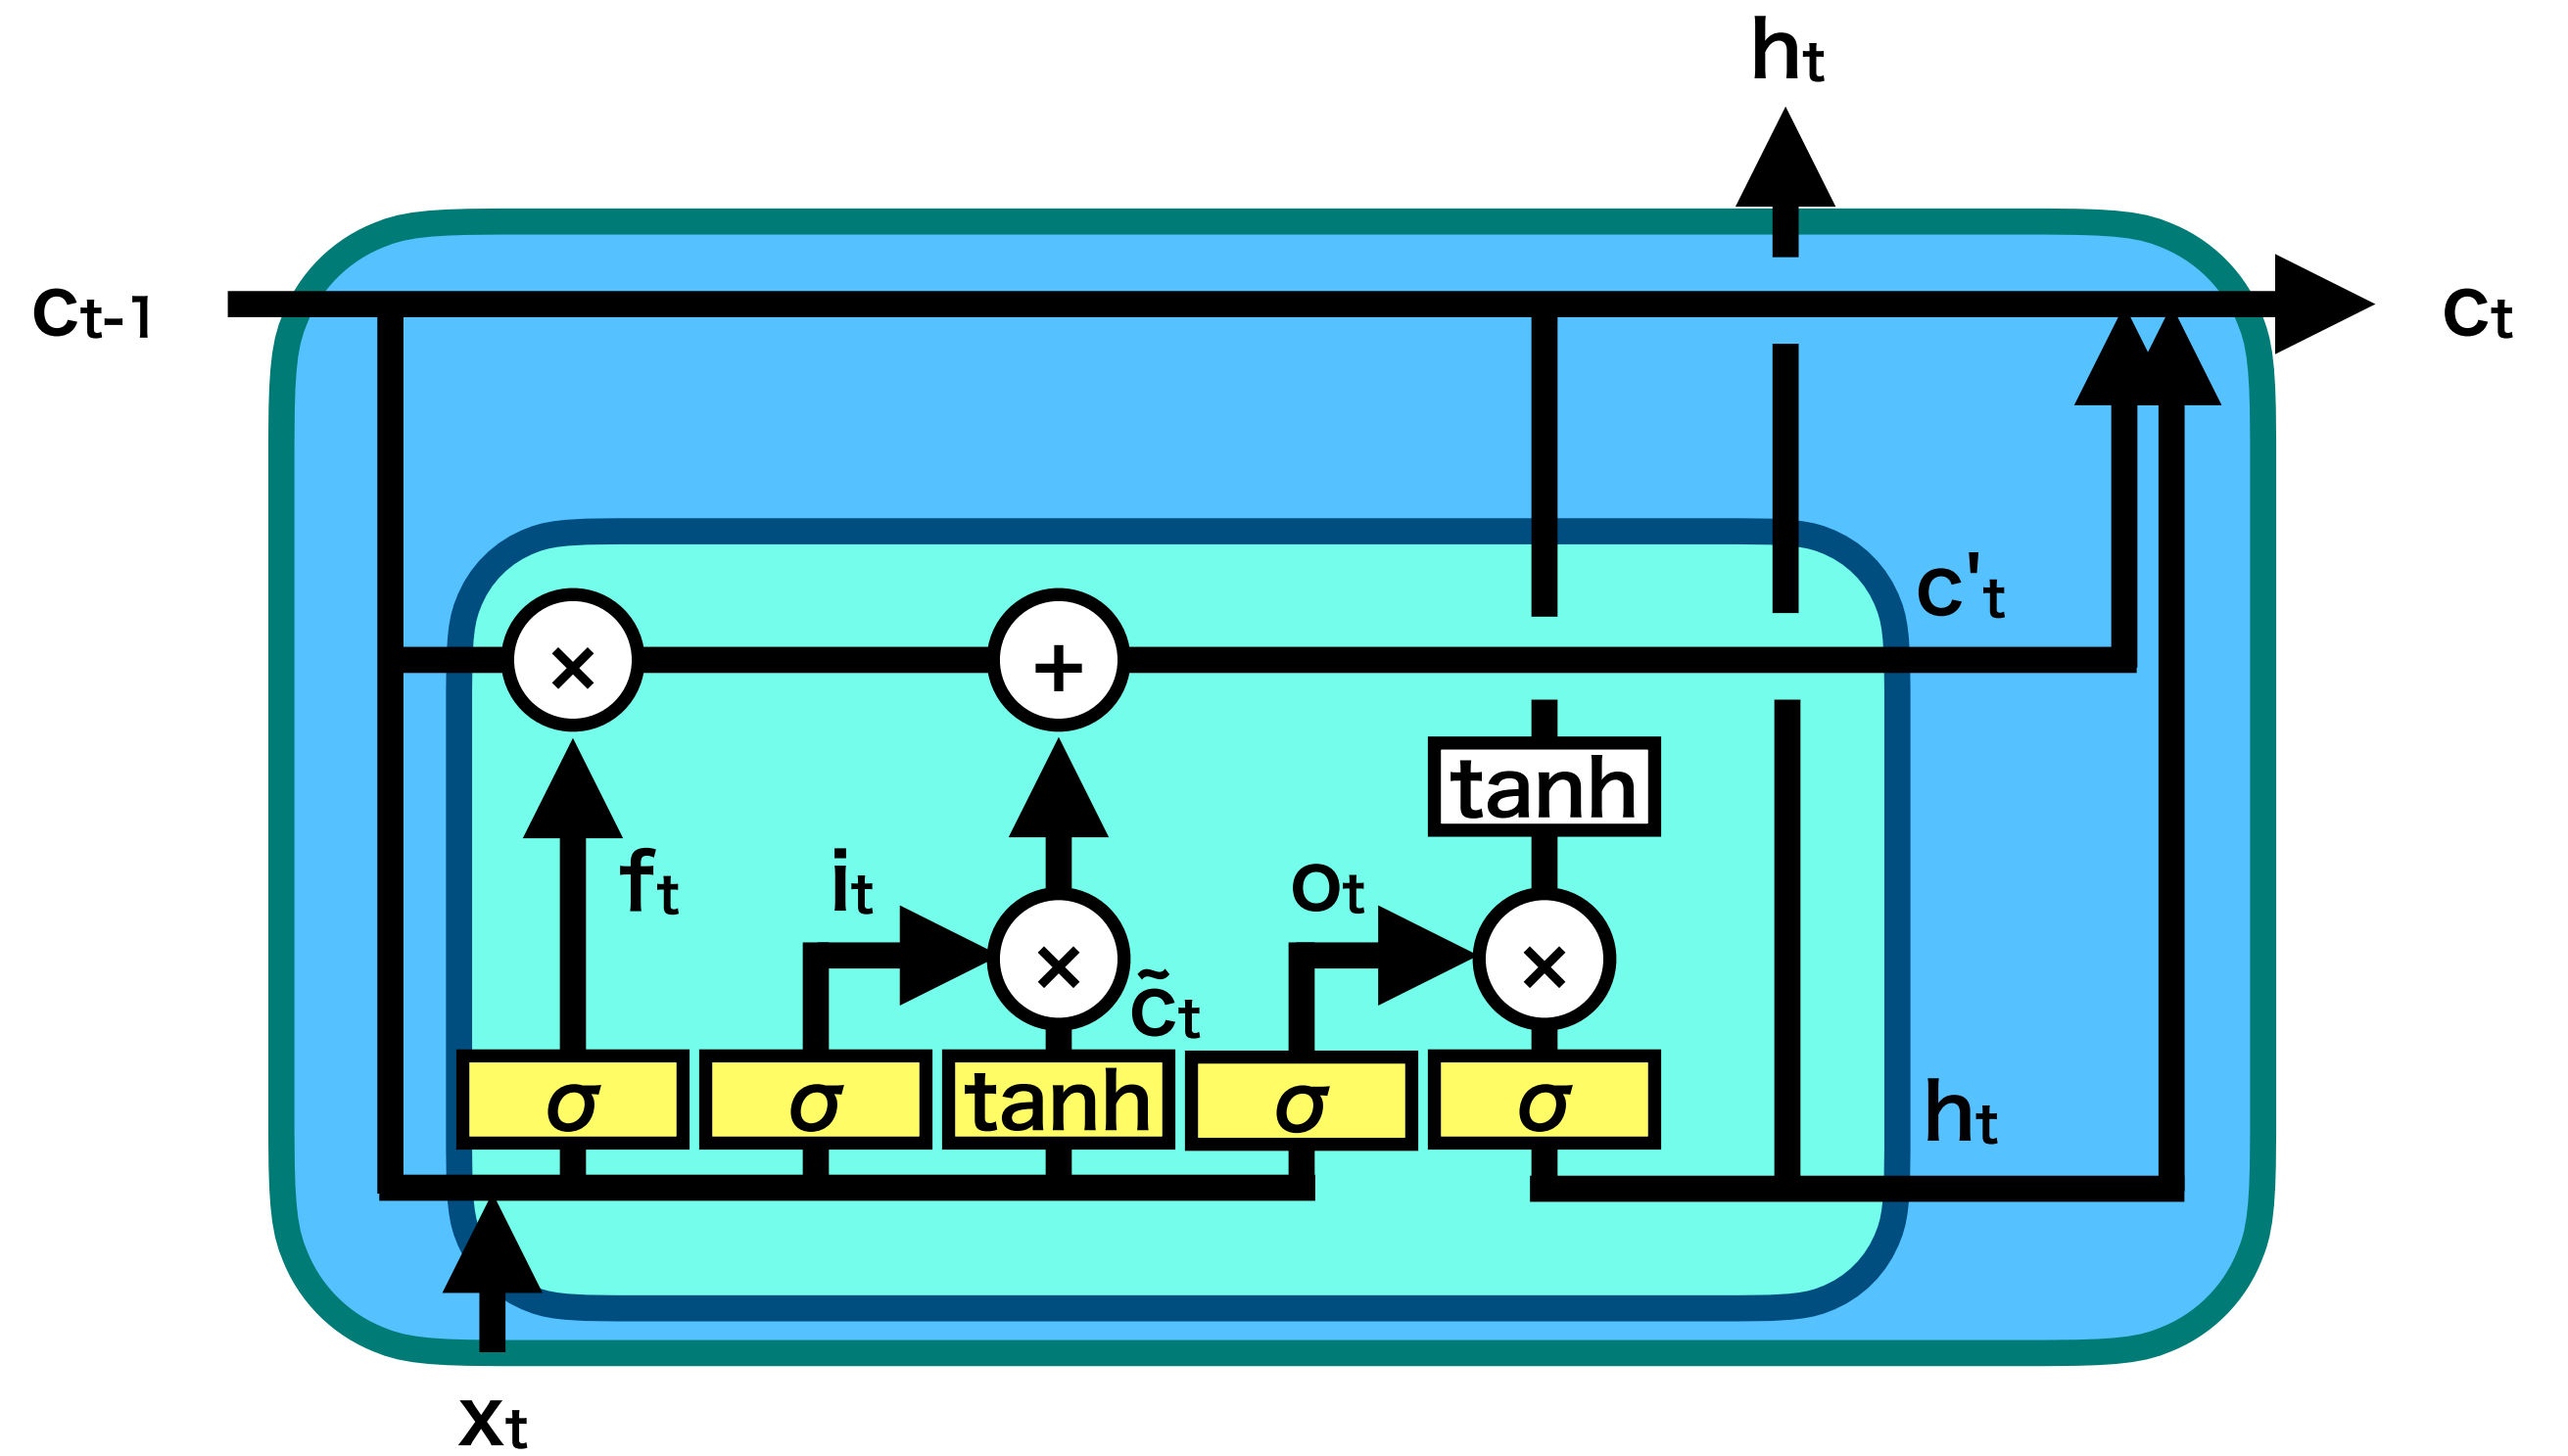 ht
ct-1
ct
c't
×
+
tanh
ft
it
ot
×
×
c̃t
σ
σ
tanh
σ
σ
ht
xt